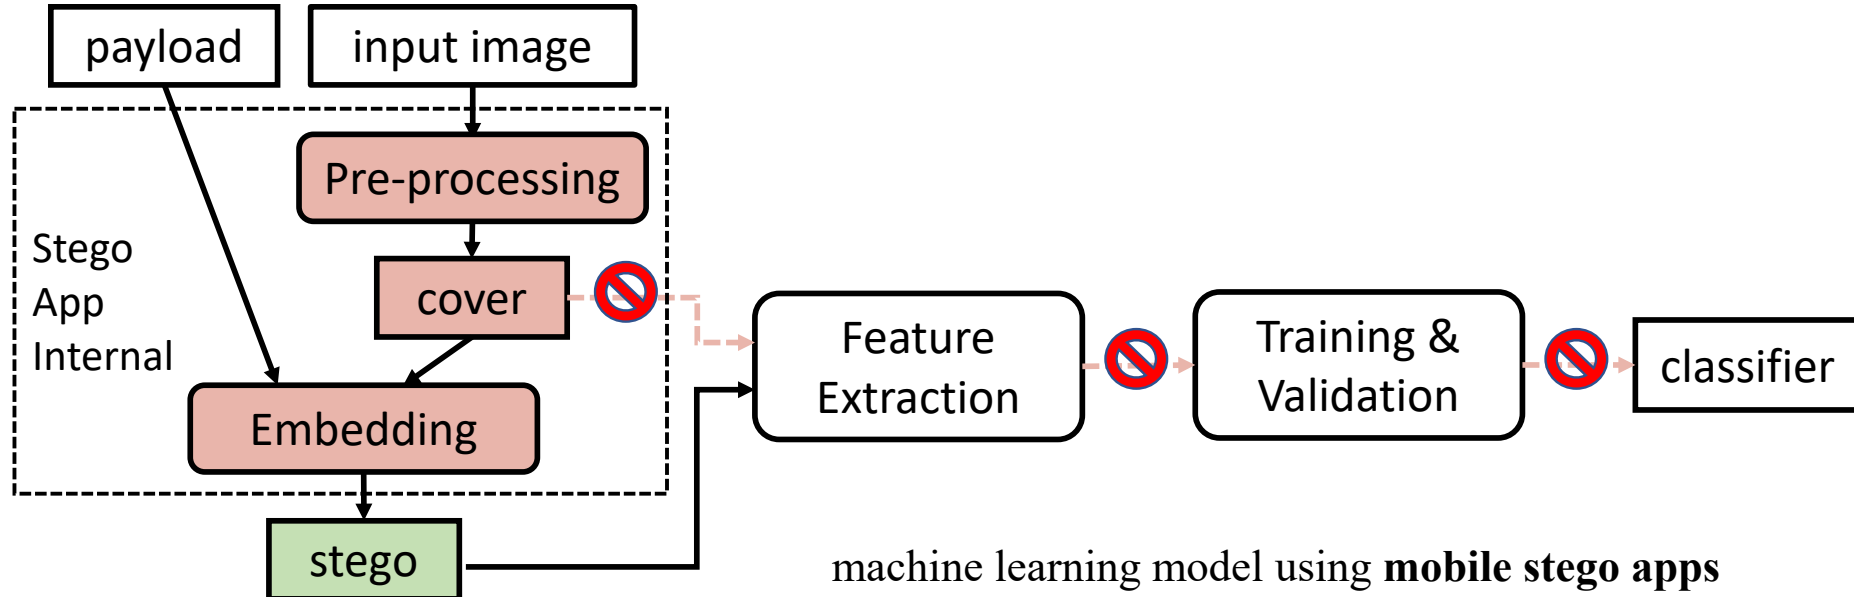 payload
input image
Pre-processing
Stego
App
Internal
cover
Embedding
stego
Feature
Extraction
Training &
Validation
classifier
machine learning model using mobile stego apps